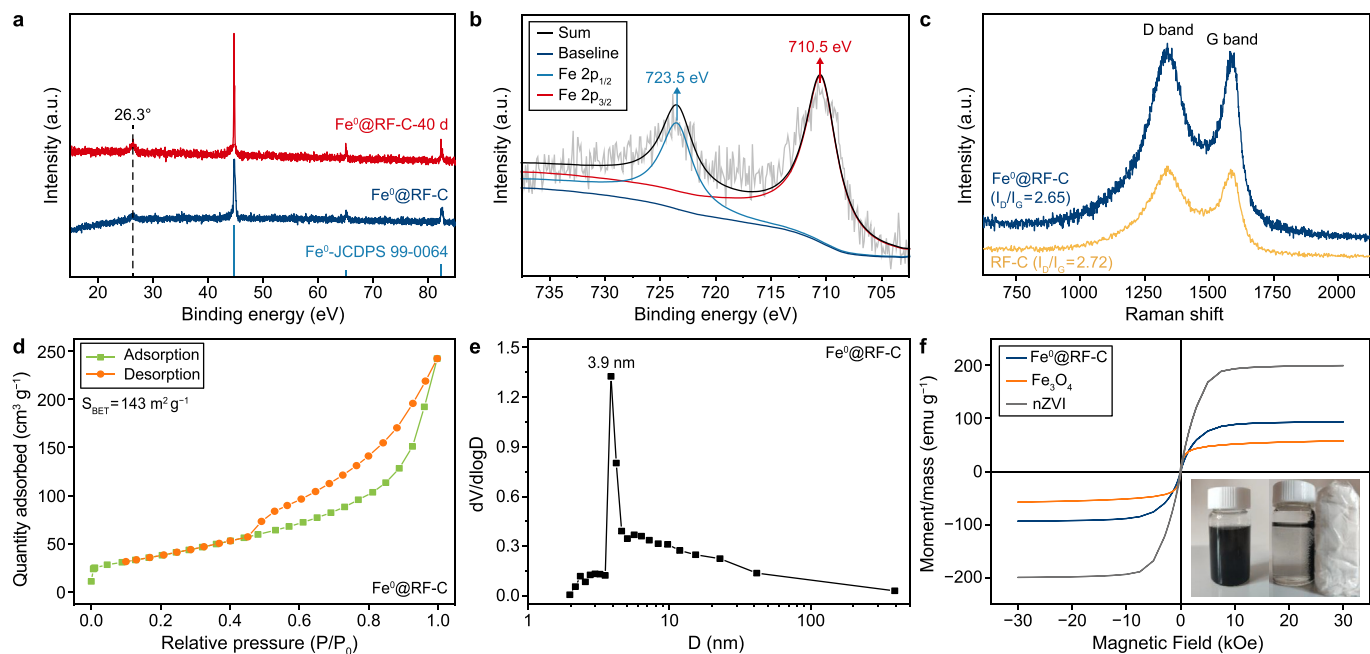 a
Intensity (a.u.)
26.3°
Fe⁰@RF-C-40 d
Fe⁰@RF-C
Fe⁰-JCDPS 99-0064
20 30 40 50 60 70 80
Binding energy (eV)
b
Intensity (a.u.)
Sum
Baseline
Fe 2p₁/₂
Fe 2p₃/₂
723.5 eV
710.5 eV
735 730 725 720 715 710 705
Binding energy (eV)
c
Intensity (a.u.)
D band
G band
Fe⁰@RF-C
(I_D/I_G=2.65)
RF-C (I_D/I_G=2.72)
750 1000 1250 1500 1750 2000
Raman shift
d
Quantity adsorbed (cm³ g⁻¹)
250
200
150
100
50
0
Adsorption
Desorption
S_BET = 143 m² g⁻¹
Fe⁰@RF-C
0.0 0.2 0.4 0.6 0.8 1.0
Relative pressure (P/P₀)
e
dV/dlogD
1.5
1.2
0.9
0.6
0.3
0.0
3.9 nm
Fe⁰@RF-C
1 10 100
D (nm)
f
Moment/mass (emu g⁻¹)
200
100
0
−100
−200
Fe⁰@RF-C
Fe₃O₄
nZVI
−30 −20 −10 0 10 20 30
Magnetic Field (kOe)